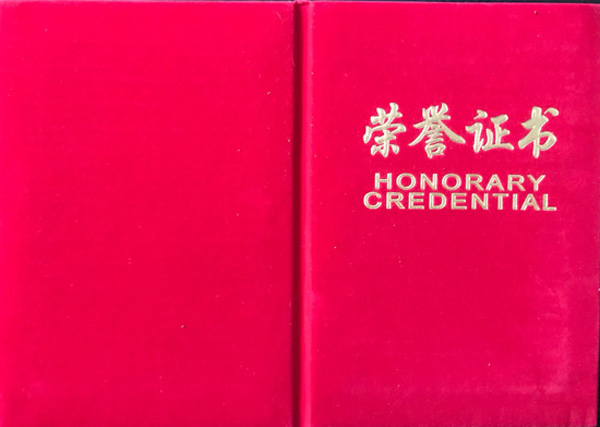 荣誉证书
HONORARY
CREDENTIAL